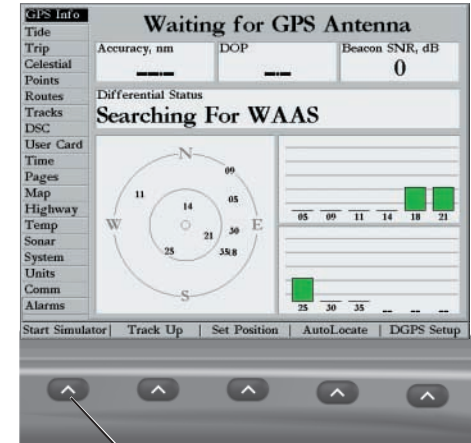 GPS Info
Tide
Trip
Celestial
Points
Routes
Tracks
DSC
User Card
Time
Pages
Map
Highway
Temp
Sonar
System
Units
Comm
Alarms
Waiting for GPS Antenna
Accuracy, nm
DOP
Beacon SNR, dB
__._
__._
0
Differential Status
Searching For WAAS
N
09
11
05
14
W
E
30
21
25
S
05 09 11 14 18 21
25 30 35 -- -- --
Start Simulator | Track Up | Set Position | AutoLocate | DGPS Setup